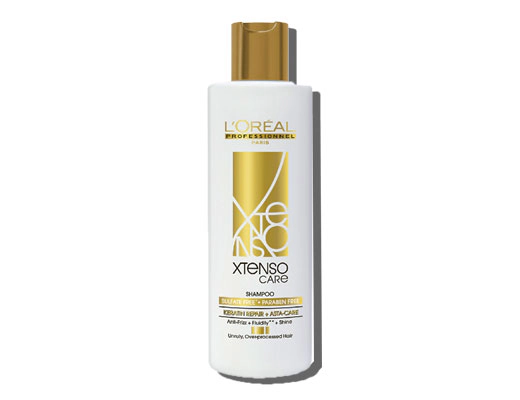 L'ORÉAL
PROFESSIONNEL
PARIS
XTENSO
XTENSO
CARE
SHAMPOO
SULFATE FREE* + PARABEN FREE
KERATIN REPAIR + ASTA-CARE
Anti-Frizz + Fluidity** + Shine
Unruly, Overprocessed Hair